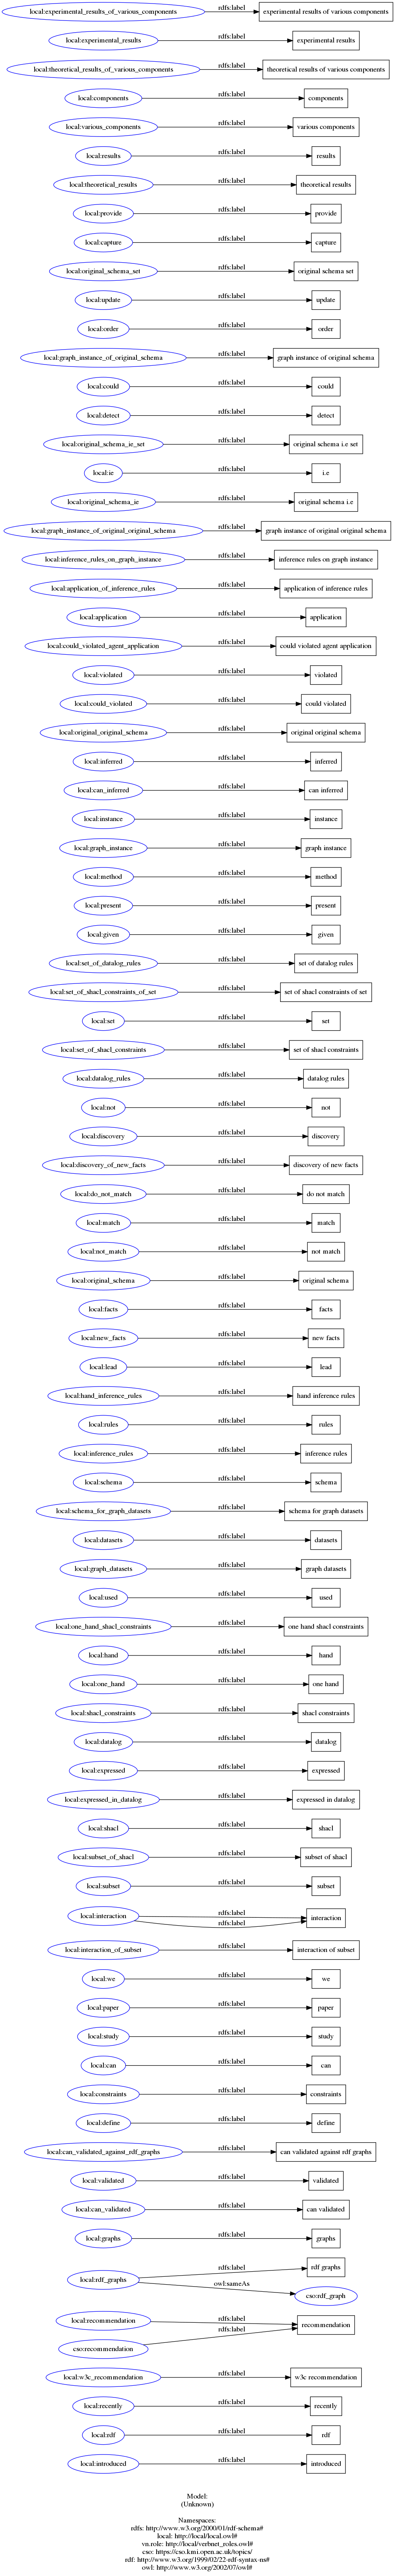 local:experimental_results_of_various_components rdfs:label experimental results of various components
local:experimental_results rdfs:label experimental results
local:theoretical_results_of_various_components rdfs:label theoretical results of various components
local:components rdfs:label components
local:various_components rdfs:label various components
local:results rdfs:label results
local:theoretical_results rdfs:label theoretical results
local:provide rdfs:label provide
local:capture rdfs:label capture
local:original_schema_set rdfs:label original schema set
local:update rdfs:label update
local:order rdfs:label order
local:graph_instance_of_original_schema rdfs:label graph instance of original schema
local:could rdfs:label could
local:detect rdfs:label detect
local:original_schema_ie_set rdfs:label original schema i.e set
local:ie rdfs:label i.e
local:original_schema_ie rdfs:label original schema i.e
local:graph_instance_of_original_original_schema rdfs:label graph instance of original original schema
local:inference_rules_on_graph_instance rdfs:label inference rules on graph instance
local:application_of_inference_rules rdfs:label application of inference rules
local:application rdfs:label application
local:could_violated_agent_application rdfs:label could violated agent application
local:violated rdfs:label violated
local:could_violated rdfs:label could violated
local:original_original_schema rdfs:label original original schema
local:inferred rdfs:label inferred
local:can_inferred rdfs:label can inferred
local:instance rdfs:label instance
local:graph_instance rdfs:label graph instance
local:method rdfs:label method
local:present rdfs:label present
local:given rdfs:label given
local:set_of_datalog_rules rdfs:label set of datalog rules
local:set_of_shacl_constraints_of_set rdfs:label set of shacl constraints of set
local:set rdfs:label set
local:set_of_shacl_constraints rdfs:label set of shacl constraints
local:datalog_rules rdfs:label datalog rules
local:not rdfs:label not
local:discovery rdfs:label discovery
local:discovery_of_new_facts rdfs:label discovery of new facts
local:do_not_match rdfs:label do not match
local:match rdfs:label match
local:not_match rdfs:label not match
local:original_schema rdfs:label original schema
local:facts rdfs:label facts
local:new_facts rdfs:label new facts
local:lead rdfs:label lead
local:hand_inference_rules rdfs:label hand inference rules
local:rules rdfs:label rules
local:inference_rules rdfs:label inference rules
local:schema rdfs:label schema
local:schema_for_graph_datasets rdfs:label schema for graph datasets
local:datasets rdfs:label datasets
local:graph_datasets rdfs:label graph datasets
local:used rdfs:label used
local:one_hand_shacl_constraints rdfs:label one hand shacl constraints
local:hand rdfs:label hand
local:one_hand rdfs:label one hand
local:shacl_constraints rdfs:label shacl constraints
local:datalog rdfs:label datalog
local:expressed rdfs:label expressed
local:expressed_in_datalog rdfs:label expressed in datalog
local:shacl rdfs:label shacl
local:subset_of_shacl rdfs:label subset of shacl
local:subset rdfs:label subset
local:interaction rdfs:label interaction
rdfs:label
local:interaction_of_subset rdfs:label interaction of subset
local:we rdfs:label we
local:paper rdfs:label paper
local:study rdfs:label study
local:can rdfs:label can
local:constraints rdfs:label constraints
local:define rdfs:label define
local:can_validated_against_rdf_graphs rdfs:label can validated against rdf graphs
local:validated rdfs:label validated
local:can_validated rdfs:label can validated
local:graphs rdfs:label graphs
local:rdf_graphs rdfs:label rdf graphs
owl:sameAs cso:rdf_graph
local:recommendation rdfs:label recommendation
cso:recommendation rdfs:label
local:w3c_recommendation rdfs:label w3c recommendation
local:recently rdfs:label recently
local:rdf rdfs:label rdf
local:introduced rdfs:label introduced
Model:
(Unknown)
Namespaces:
rdfs: http://www.w3.org/2000/01/rdf-schema#
local: http://local/local.owl#
vn.role: http://local/verbnet_roles.owl#
cso: https://cso.kmi.open.ac.uk/topics/
rdf: http://www.w3.org/1999/02/22-rdf-syntax-ns#
owl: http://www.w3.org/2002/07/owl#